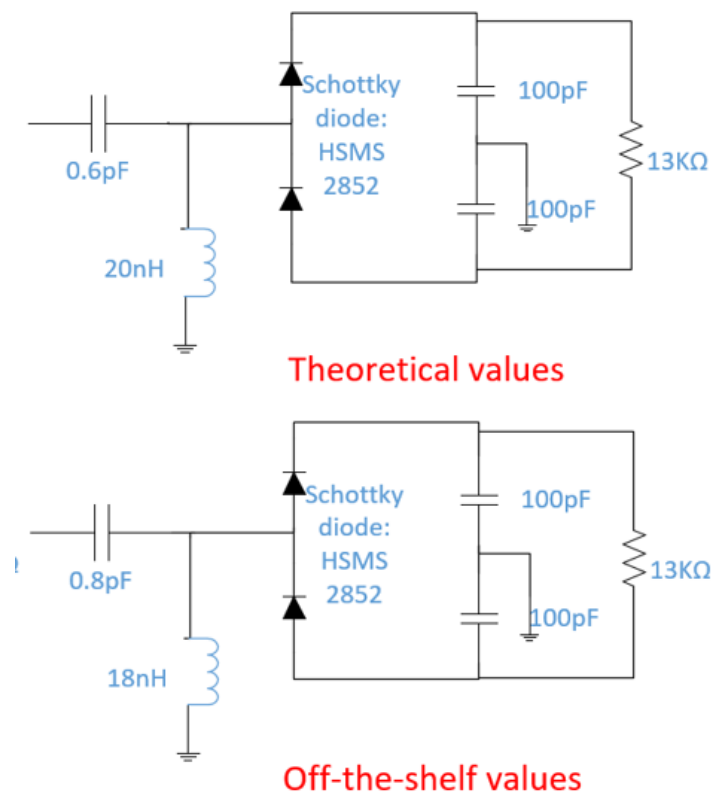 Schottky
diode:
HSMS
2852
100pF
0.6pF
13KΩ
100pF
20nH
Theoretical values
Schottky
diode:
HSMS
2852
100pF
0.8pF
13KΩ
100pF
18nH
Off-the-shelf values